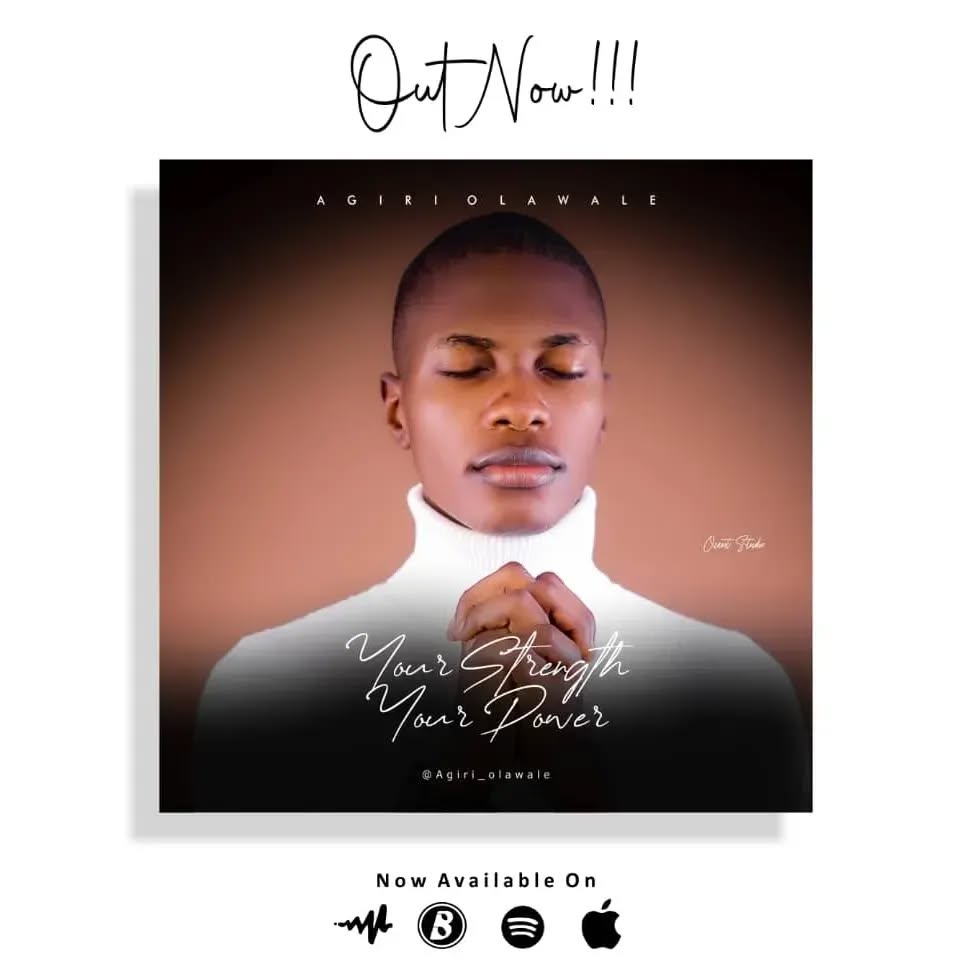 Out Now!!!
AGIRI OLAWALE
Your Strength
Your Power
@Agiri_olawale
Now Available On
B